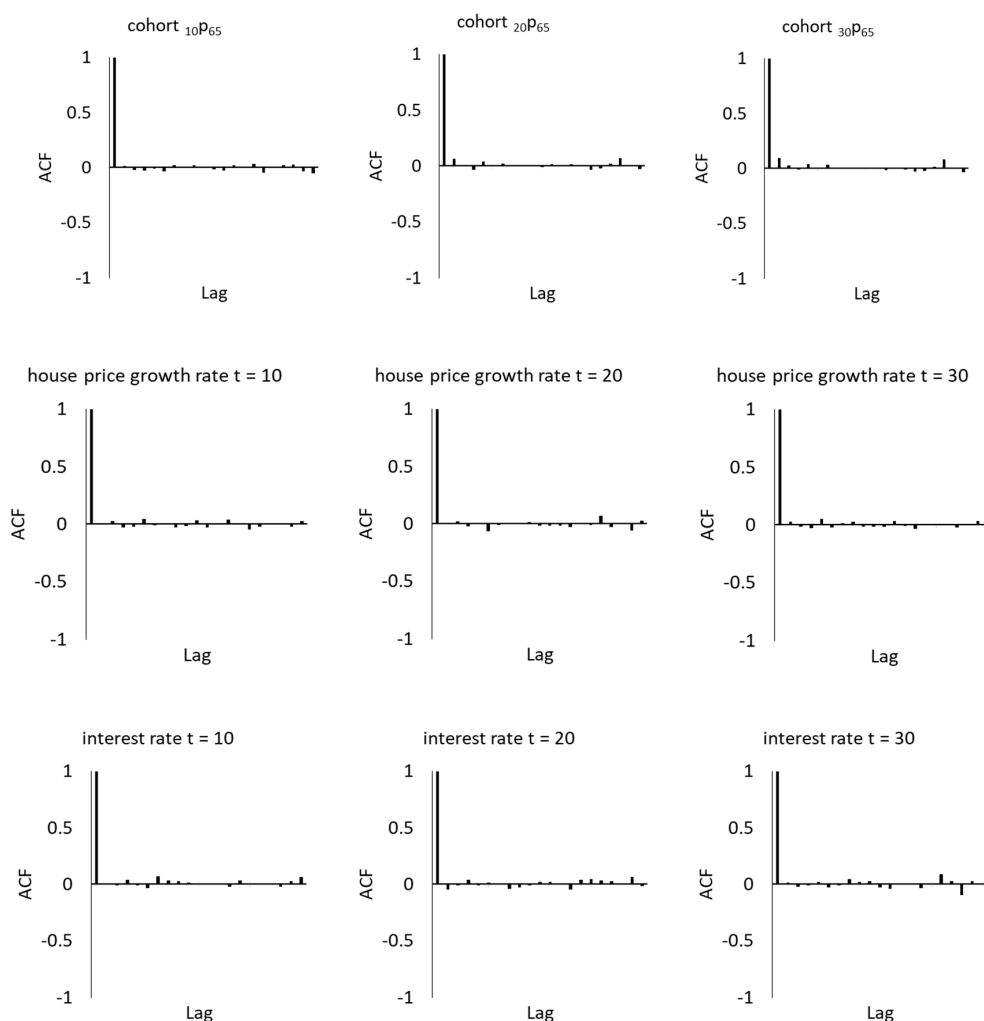 cohort ₁₀p₆₅
1
0.5
0
-0.5
-1
ACF
Lag
cohort ₂₀p₆₅
1
0.5
0
-0.5
-1
ACF
Lag
cohort ₃₀p₆₅
1
0.5
0
-0.5
-1
ACF
Lag
house price growth rate t = 10
1
0.5
0
-0.5
-1
ACF
Lag
house price growth rate t = 20
1
0.5
0
-0.5
-1
ACF
Lag
house price growth rate t = 30
1
0.5
0
-0.5
-1
ACF
Lag
interest rate t = 10
1
0.5
0
-0.5
-1
ACF
Lag
interest rate t = 20
1
0.5
0
-0.5
-1
ACF
Lag
interest rate t = 30
1
0.5
0
-0.5
-1
ACF
Lag